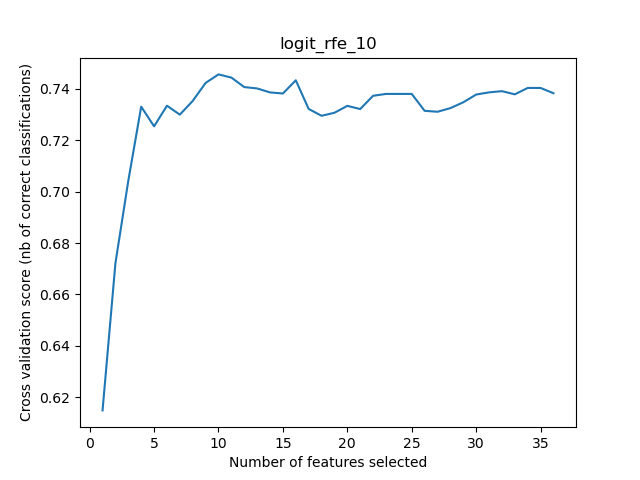 logit_rfe_10
Cross validation score (nb of correct classifications)
0.74
0.72
0.70
0.68
0.66
0.64
0.62
0 5 10 15 20 25 30 35
Number of features selected